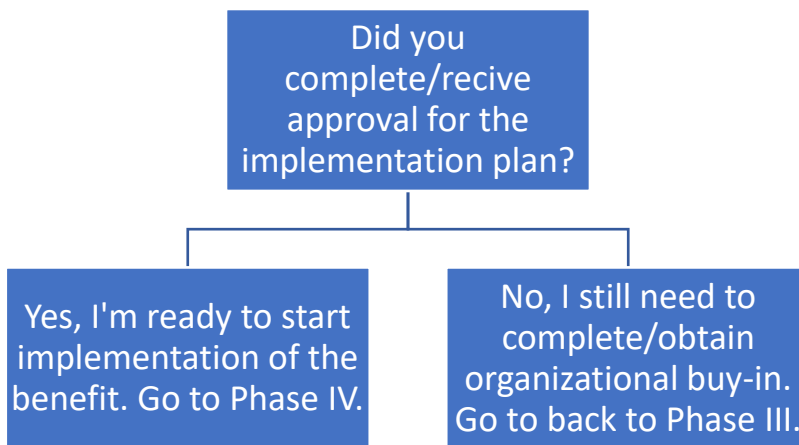 Did you
complete/recive
approval for the
implementation plan?
Yes, I'm ready to start
implementation of the
benefit. Go to Phase IV.
No, I still need to
complete/obtain
organizational buy-in.
Go to back to Phase III.